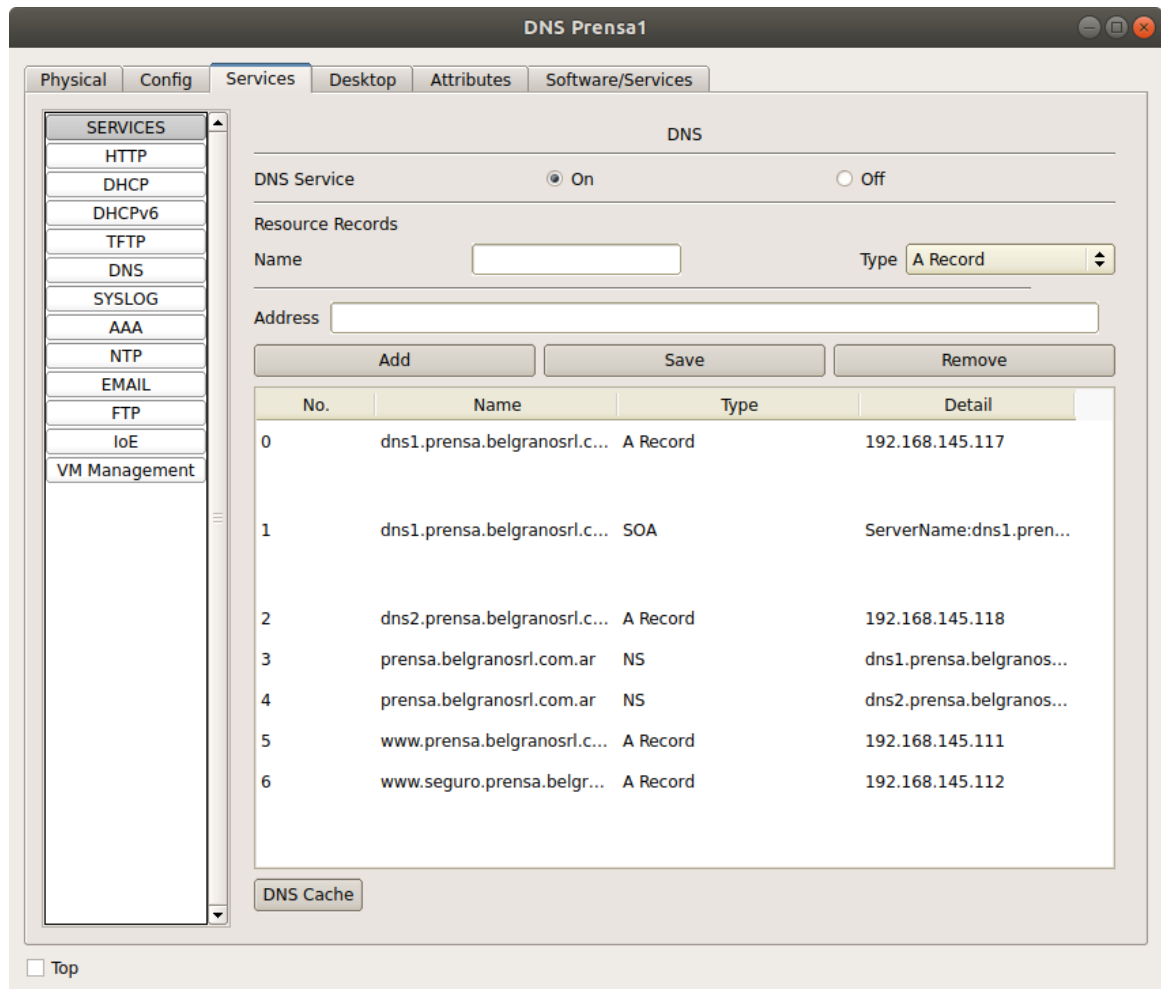 DNS Prensa1
Physical Config Services Desktop Attributes Software/Services
SERVICES
HTTP
DHCP
DHCPv6
TFTP
DNS
SYSLOG
AAA
NTP
EMAIL
FTP
IoE
VM Management
DNS
DNS Service On Off
Resource Records
Name Type A Record
Address
Add Save Remove
No. Name Type Detail
0 dns1.prensa.belgranosrl.c... A Record 192.168.145.117
1 dns1.prensa.belgranosrl.c... SOA ServerName:dns1.pren...
2 dns2.prensa.belgranosrl.c... A Record 192.168.145.118
3 prensa.belgranosrl.com.ar NS dns1.prensa.belgranos...
4 prensa.belgranosrl.com.ar NS dns2.prensa.belgranos...
5 www.prensa.belgranosrl.c... A Record 192.168.145.111
6 www.seguro.prensa.belgr... A Record 192.168.145.112
DNS Cache
Top